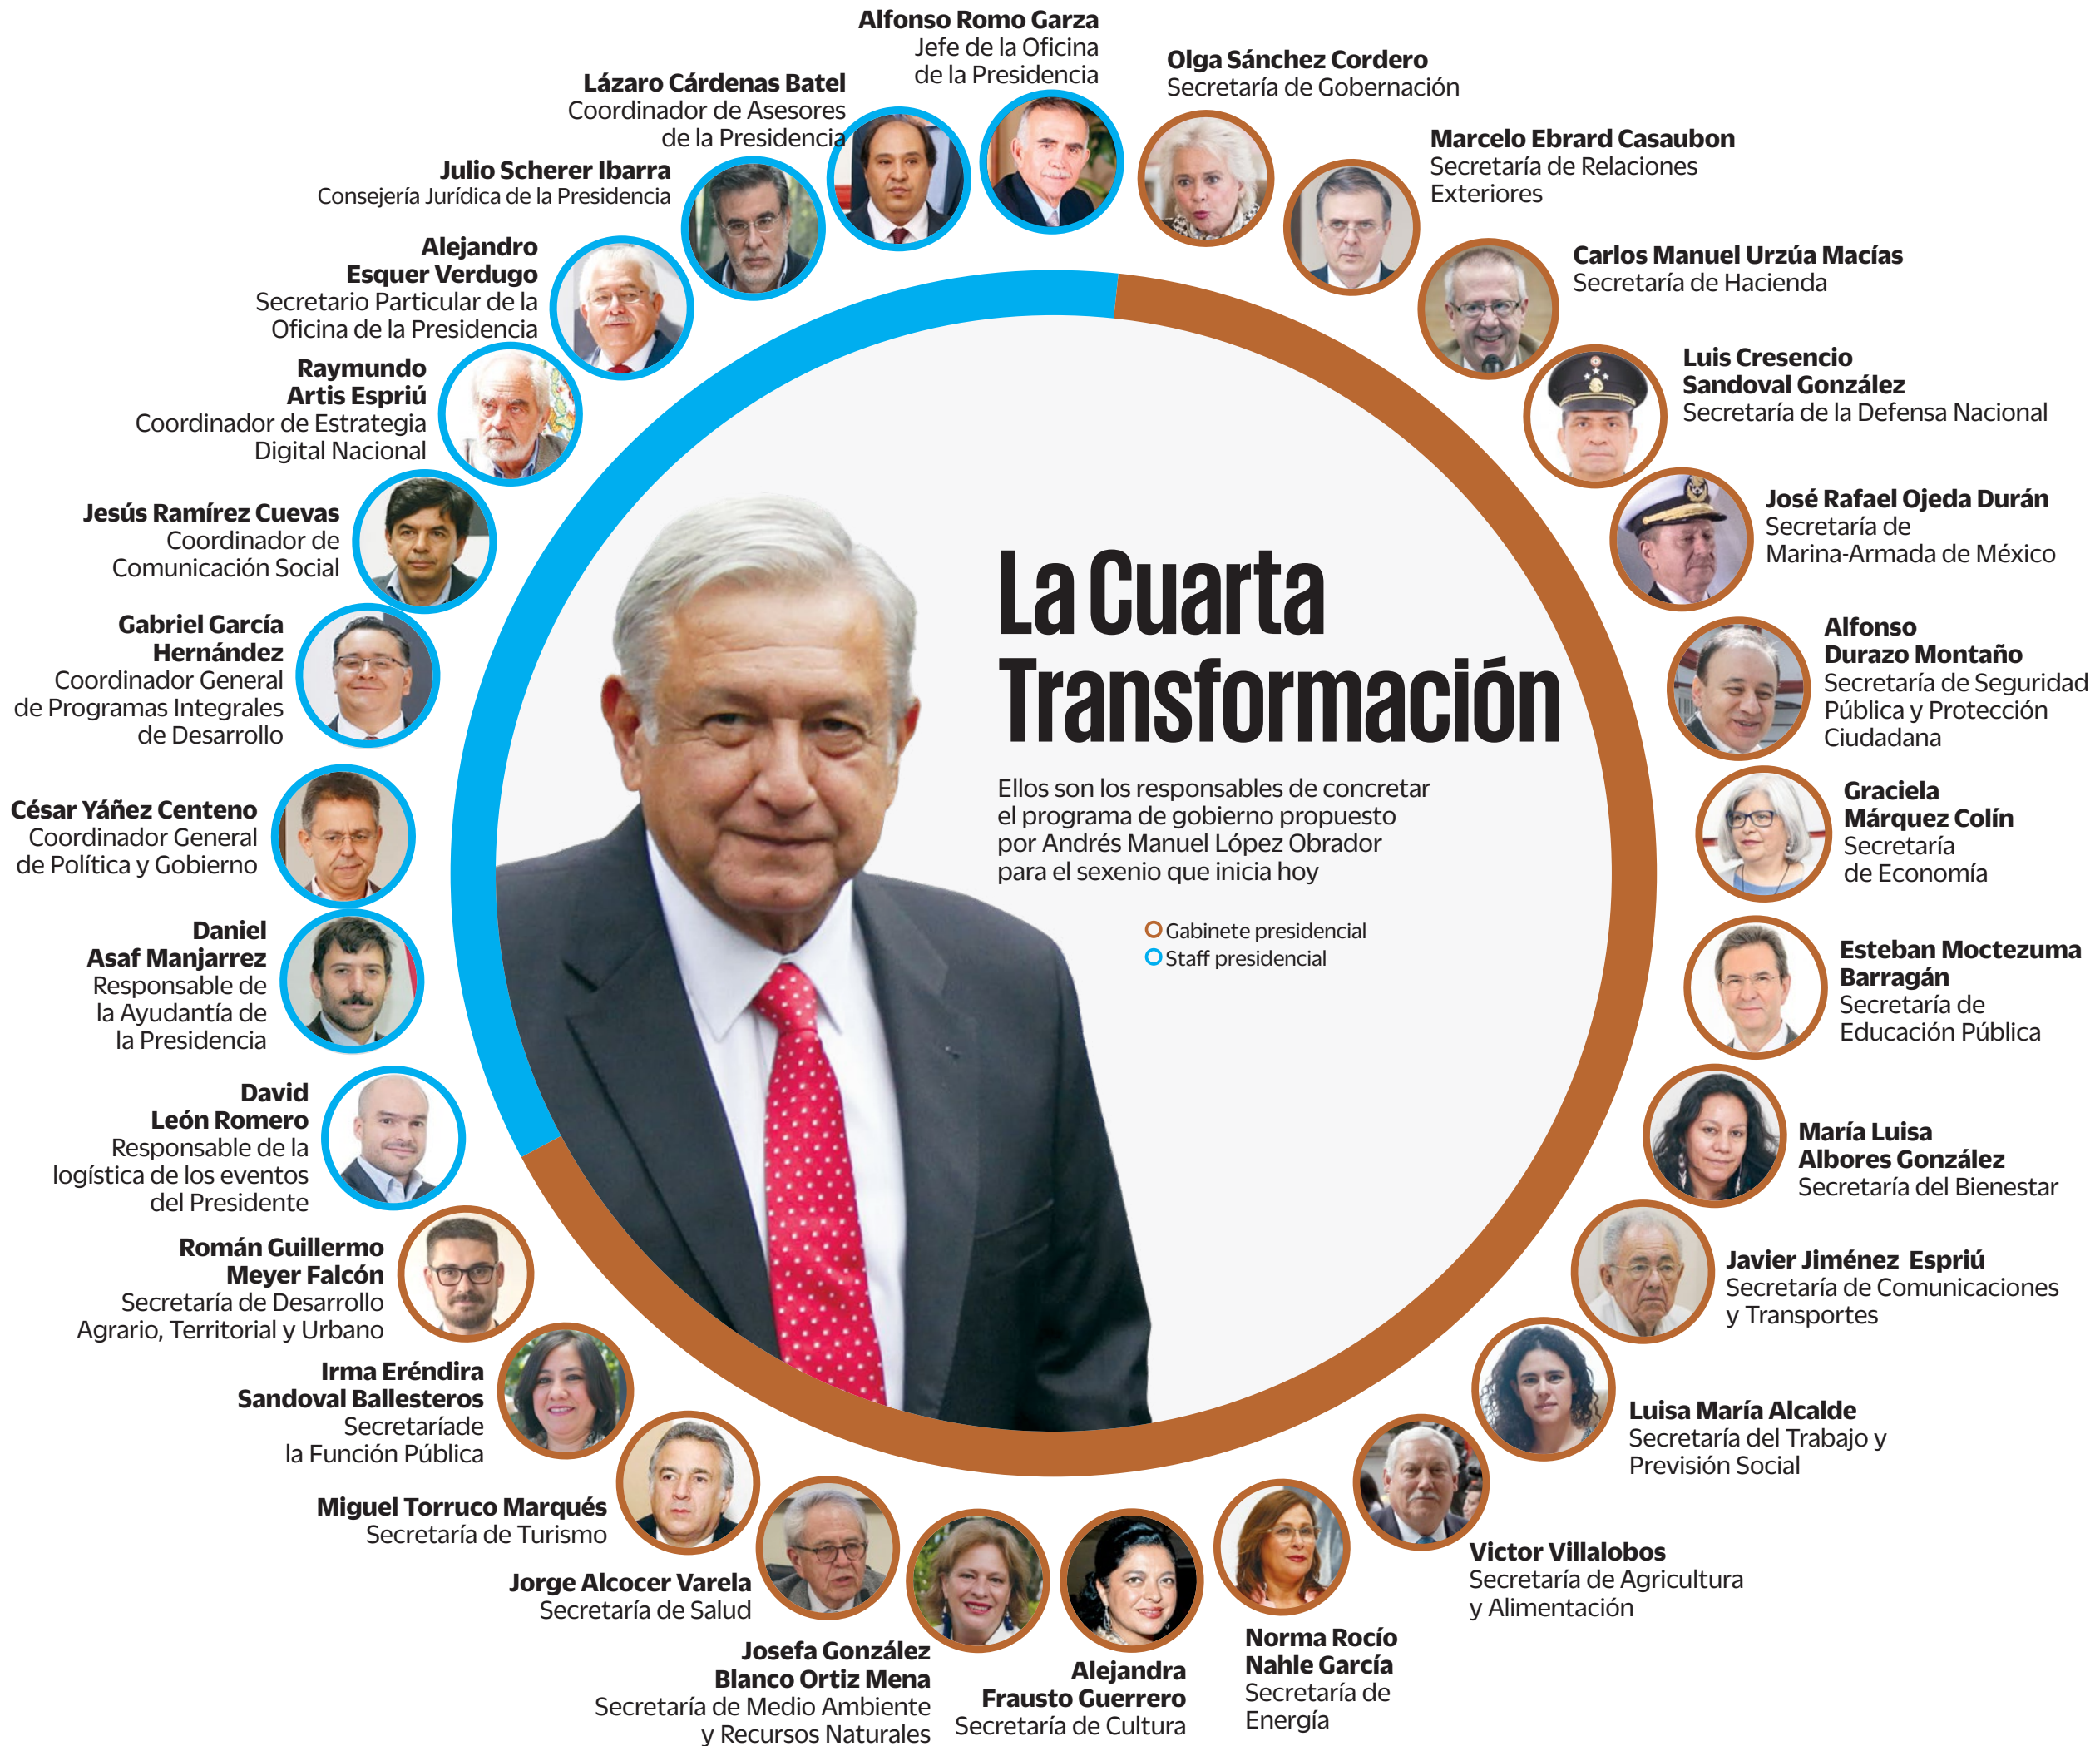 Alfonso Romo Garza
Jefe de la Oficina
de la Presidencia
Olga Sánchez Cordero
Secretaría de Gobernación
Marcelo Ebrard Casaubon
Secretaría de Relaciones
Exteriores
Carlos Manuel Urzúa Macías
Secretaría de Hacienda
Luis Cresencio
Sandoval González
Secretaría de la Defensa Nacional
José Rafael Ojeda Durán
Secretaría de
Marina-Armada de México
Alfonso
Durazo Montaño
Secretaría de Seguridad
Pública y Protección
Ciudadana
Graciela
Márquez Colín
Secretaría
de Economía
Esteban Moctezuma
Barragán
Secretaría de
Educación Pública
María Luisa
Albores González
Secretaría del Bienestar
Javier Jiménez Espriú
Secretaría de Comunicaciones
y Transportes
Luisa María Alcalde
Secretaría del Trabajo y
Previsión Social
Victor Villalobos
Secretaría de Agricultura
y Alimentación
Norma Rocío
Nahle García
Secretaría de
Energía
Alejandra
Frausto Guerrero
Secretaría de Cultura
Josefa González
Blanco Ortiz Mena
Secretaría de Medio Ambiente
y Recursos Naturales
Jorge Alcocer Varela
Secretaría de Salud
Miguel Torruco Marqués
Secretaría de Turismo
Irma Eréndira
Sandoval Ballesteros
Secretaríade
la Función Pública
Román Guillermo
Meyer Falcón
Secretaría de Desarrollo
Agrario, Territorial y Urbano
David
León Romero
Responsable de la
logística de los eventos
del Presidente
Daniel
Asaf Manjarrez
Responsable de
la Ayudantía de
la Presidencia
César Yáñez Centeno
Coordinador General
de Política y Gobierno
Gabriel García
Hernández
Coordinador General
de Programas Integrales
de Desarrollo
Jesús Ramírez Cuevas
Coordinador de
Comunicación Social
Raymundo
Artis Espriú
Coordinador de Estrategia
Digital Nacional
Alejandro
Esquer Verdugo
Secretario Particular de la
Oficina de la Presidencia
Julio Scherer Ibarra
Consejería Jurídica de la Presidencia
Lázaro Cárdenas Batel
Coordinador de Asesores
de la Presidencia
La Cuarta
Transformación
Ellos son los responsables de concretar
el programa de gobierno propuesto
por Andrés Manuel López Obrador
para el sexenio que inicia hoy
Gabinete presidencial
Staff presidencial